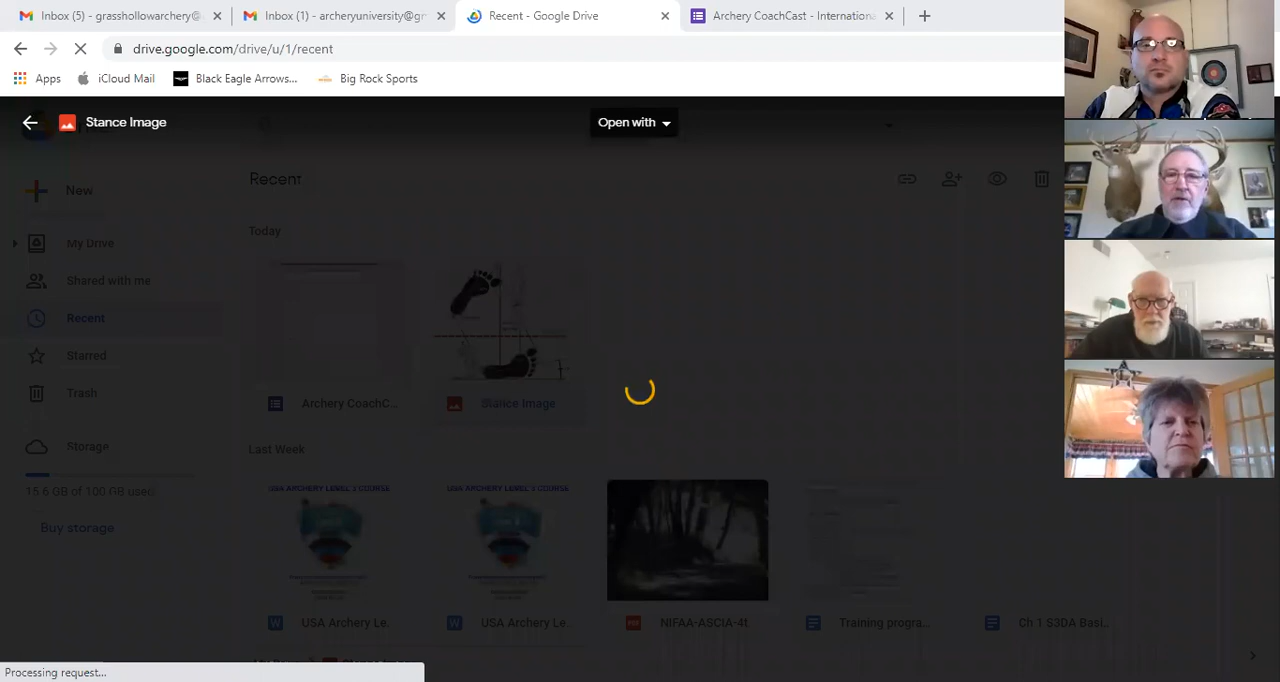 Inbox (5) - grasshollowarchery@
Inbox (1) - archeryuniversity@gr
Recent - Google Drive
Archery CoachCast - Internationa
drive.google.com/drive/u/1/recent
Apps
iCloud Mail
Black Eagle Arrows...
Big Rock Sports
Stance Image
Open with
New
Recent
Today
My Drive
Shared with me
Recent
Starred
Trash
Archery CoachC...
Stance Image
Storage
Last Week
15.6 GB of 100 GB used
USA ARCHERY LEVEL 3 COURSE
USA ARCHERY LEVEL 3 COURSE
Buy storage
USA Archery Le...
USA Archery Le...
NIFAA-ASCIA-4t...
Training progra...
Ch 1 S3DA Basi...
Processing request...